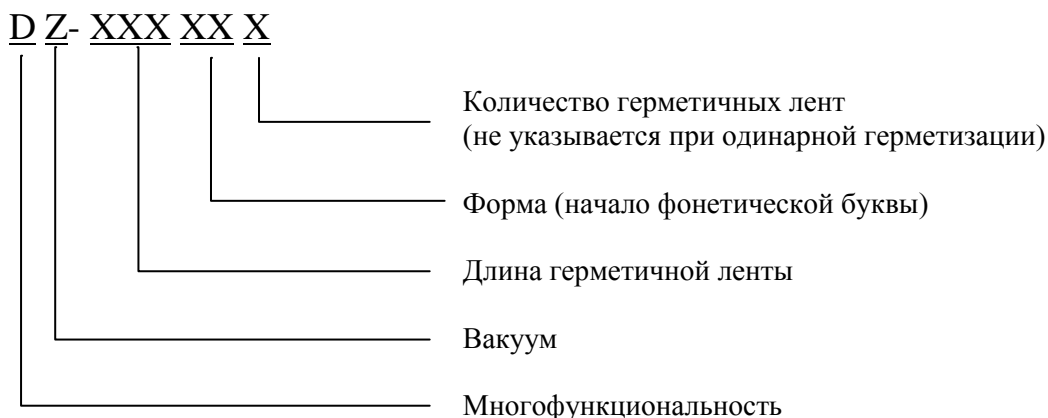 D Z- XXX XX X
Количество герметичных лент
(не указывается при одинарной герметизации)
Форма (начало фонетической буквы)
Длина герметичной ленты
Вакуум
Многофункциональность